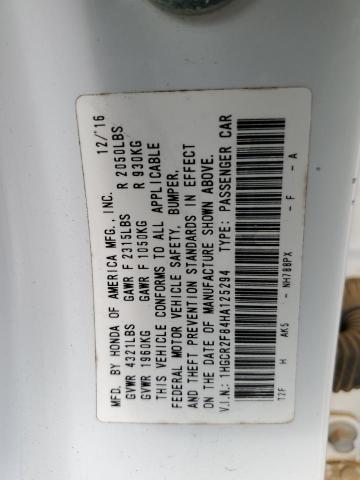 MFD. BY HONDA OF AMERICA MFG., INC. 12/'16
GVWR 4321LBS GAWR F 2315LBS R 2050LBS
GVWR 1960KG GAWR F 1050KG R 930KG
THIS VEHICLE CONFORMS TO ALL APPLICABLE
FEDERAL MOTOR VEHICLE SAFETY, BUMPER,
AND THEFT PREVENTION STANDARDS IN EFFECT
ON THE DATE OF MANUFACTURE SHOWN ABOVE.
V.I.N.: 1HGCR2F84HA125294 TYPE: PASSENGER CAR
T2F H AK5 - NH788PX - F - A